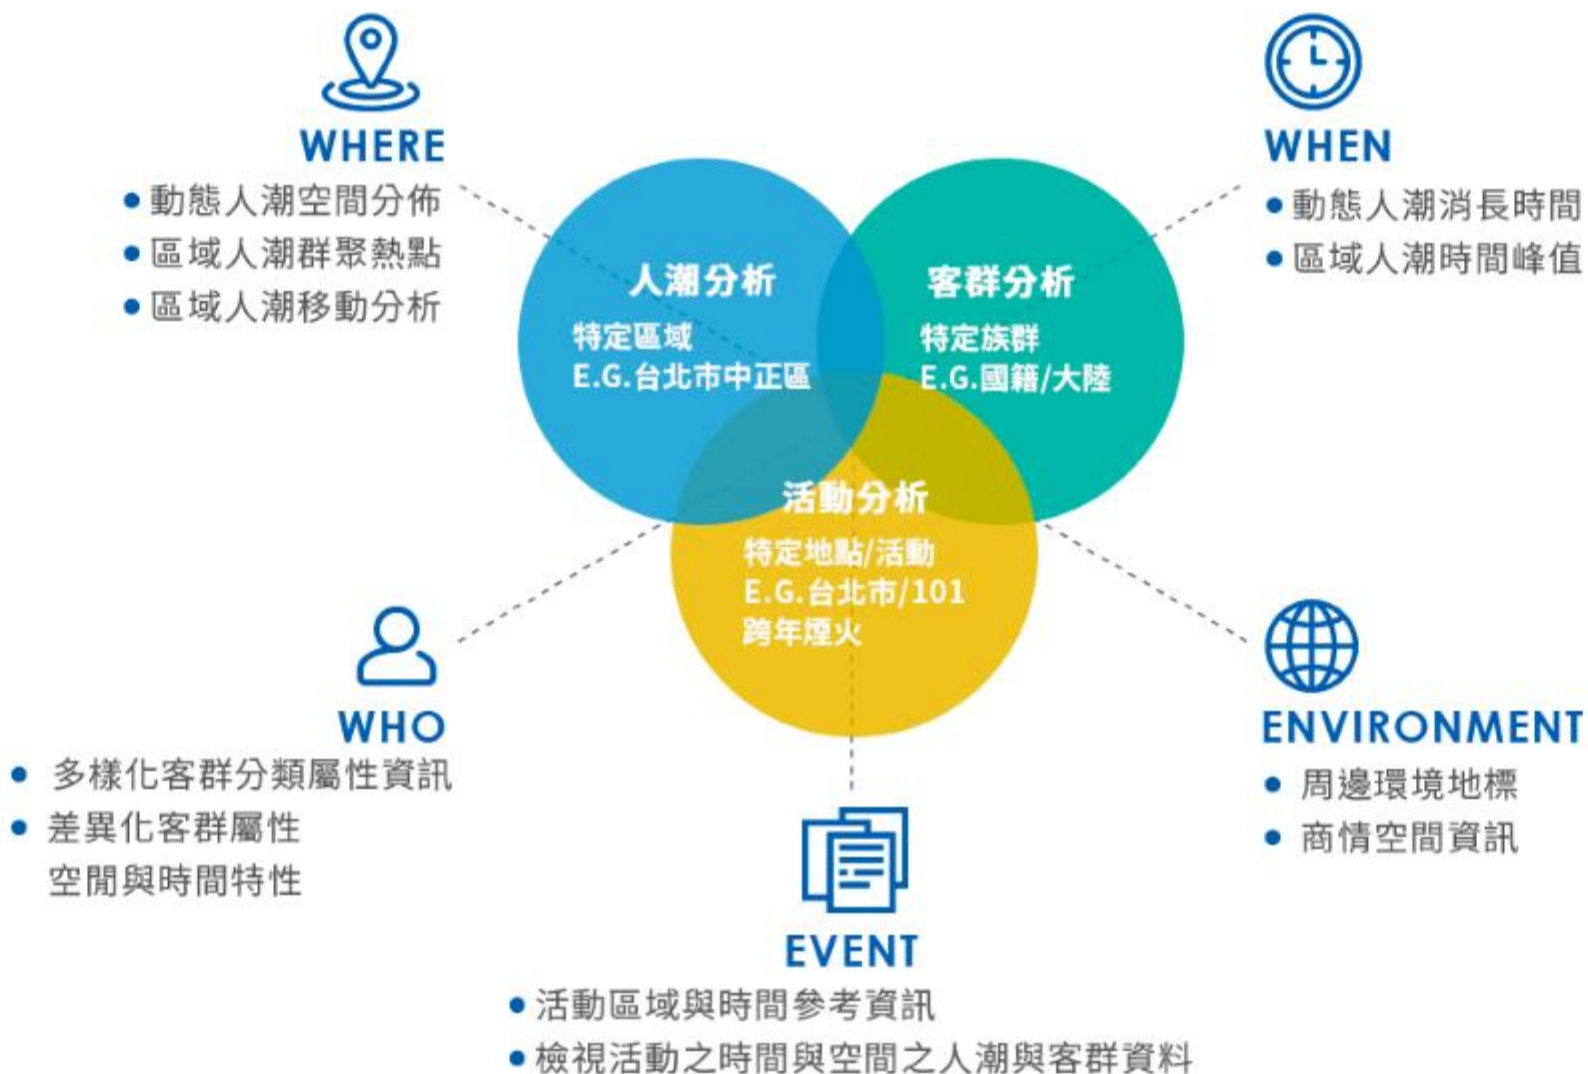 WHERE
動態人潮空間分佈
區域人潮群聚熱點
區域人潮移動分析
WHEN
動態人潮消長時間
區域人潮時間峰值
人潮分析
特定區域
E.G.台北市中正區
客群分析
特定族群
E.G.國籍/大陸
活動分析
特定地點/活動
E.G.台北市/101
跨年煙火
WHO
多樣化客群分類屬性資訊
差異化客群屬性
空閒與時間特性
ENVIRONMENT
周邊環境地標
商情空間資訊
EVENT
活動區域與時間參考資訊
檢視活動之時間與空間之人潮與客群資料